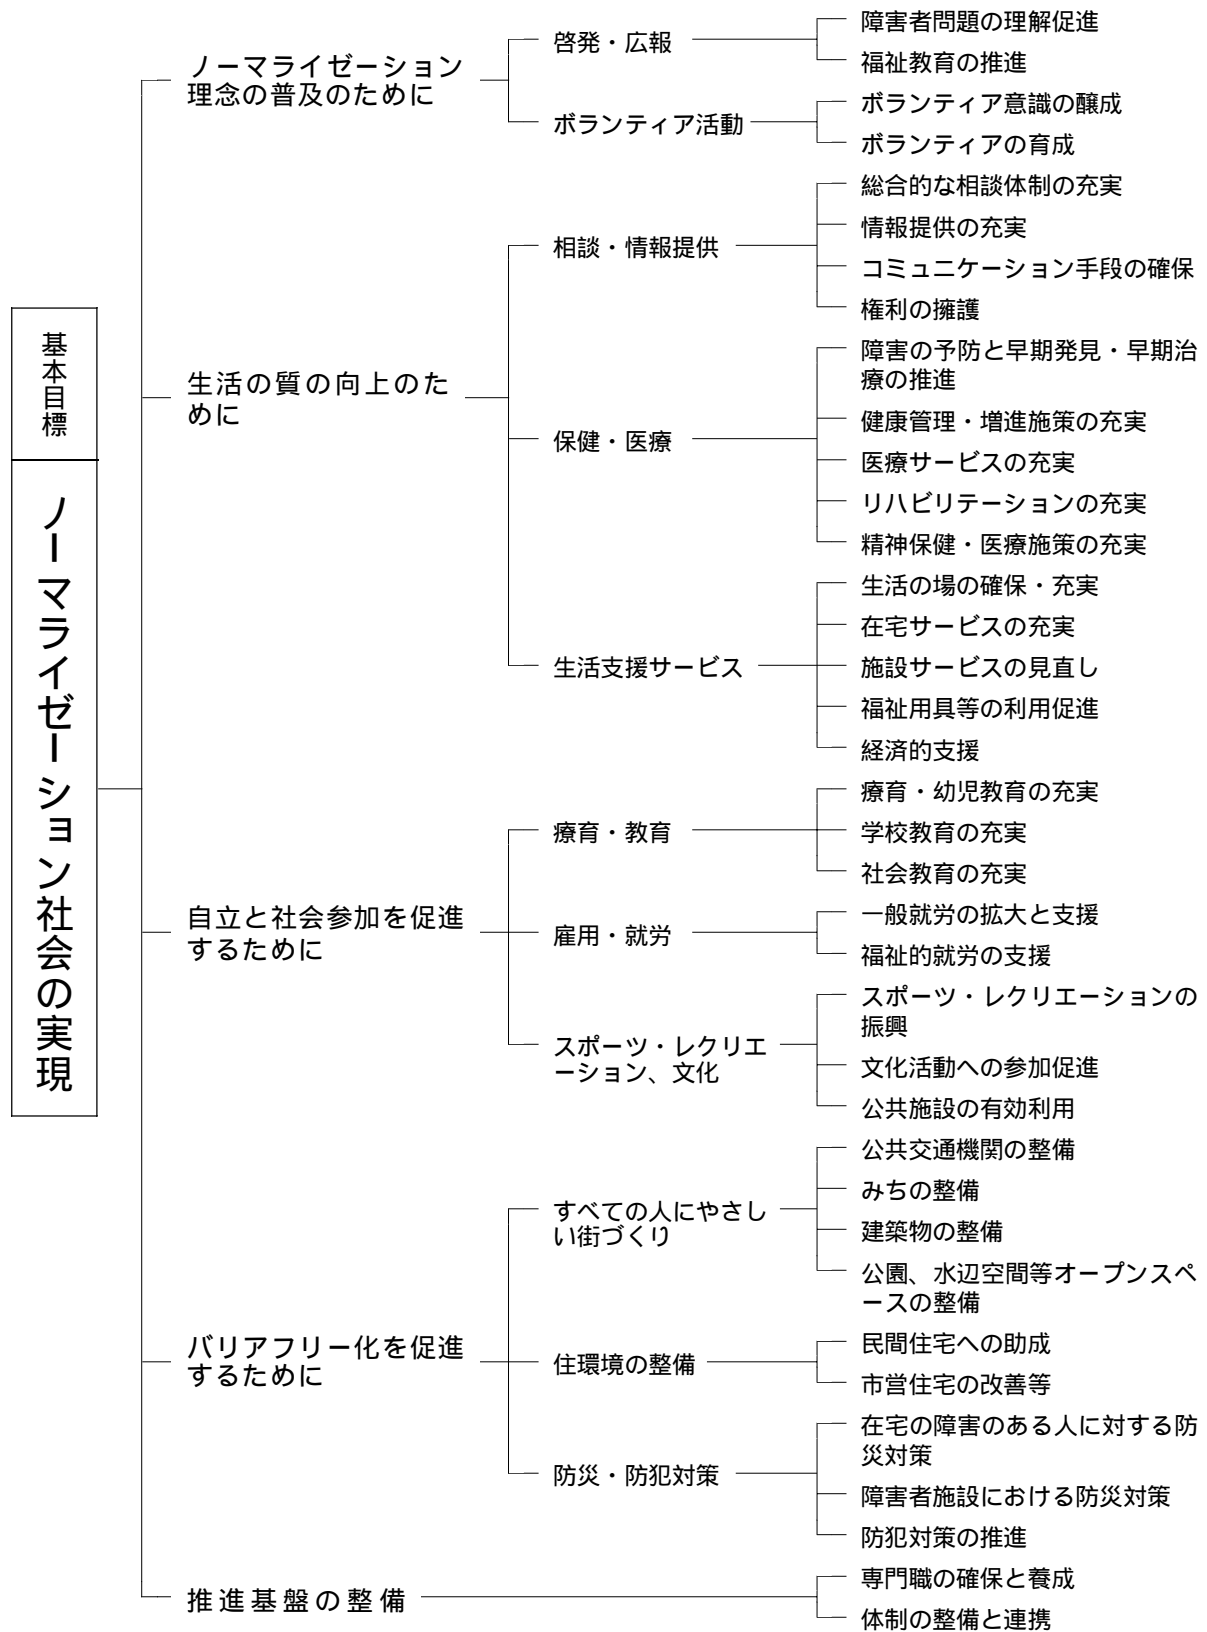 基本目標
ノーマライゼーション社会の実現
ノーマライゼーション
理念の普及のために
啓発・広報
障害者問題の理解促進
福祉教育の推進
ボランティア活動
ボランティア意識の醸成
ボランティアの育成
生活の質の向上のた
めに
相談・情報提供
総合的な相談体制の充実
情報提供の充実
コミュニケーション手段の確保
権利の擁護
保健・医療
障害の予防と早期発見・早期治
療の推進
健康管理・増進施策の充実
医療サービスの充実
リハビリテーションの充実
精神保健・医療施策の充実
生活支援サービス
生活の場の確保・充実
在宅サービスの充実
施設サービスの見直し
福祉用具等の利用促進
経済的支援
自立と社会参加を促進
するために
療育・教育
療育・幼児教育の充実
学校教育の充実
社会教育の充実
雇用・就労
一般就労の拡大と支援
福祉的就労の支援
スポーツ・レクリエ
ーション、文化
スポーツ・レクリエーションの
振興
文化活動への参加促進
公共施設の有効利用
バリアフリー化を促進
するために
すべての人にやさし
い街づくり
公共交通機関の整備
みちの整備
建築物の整備
公園、水辺空間等オープンスペ
ースの整備
住環境の整備
民間住宅への助成
市営住宅の改善等
防災・防犯対策
在宅の障害のある人に対する防
災対策
障害者施設における防災対策
防犯対策の推進
推進基盤の整備
専門職の確保と養成
体制の整備と連携